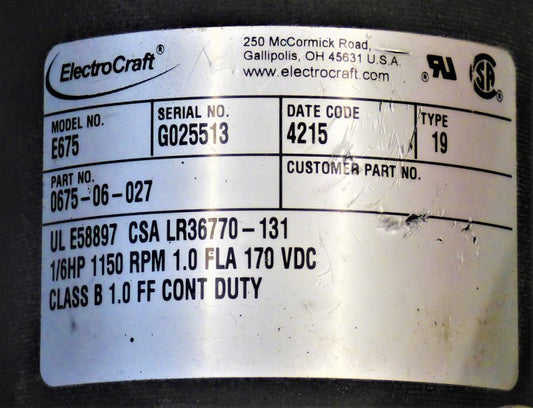 ElectroCraft®
250 McCormick Road,
Gallipolis, OH 45631 U.S.A.
www.electrocraft.com
® RU ® SA
MODEL NO.
E675
SERIAL NO.
G025513
DATE CODE
4215
TYPE
19
PART NO.
0675-06-027
CUSTOMER PART NO.
UL E58897 CSA LR36770-131
1/6HP 1150 RPM 1.0 FLA 170 VDC
CLASS B 1.0 FF CONT DUTY